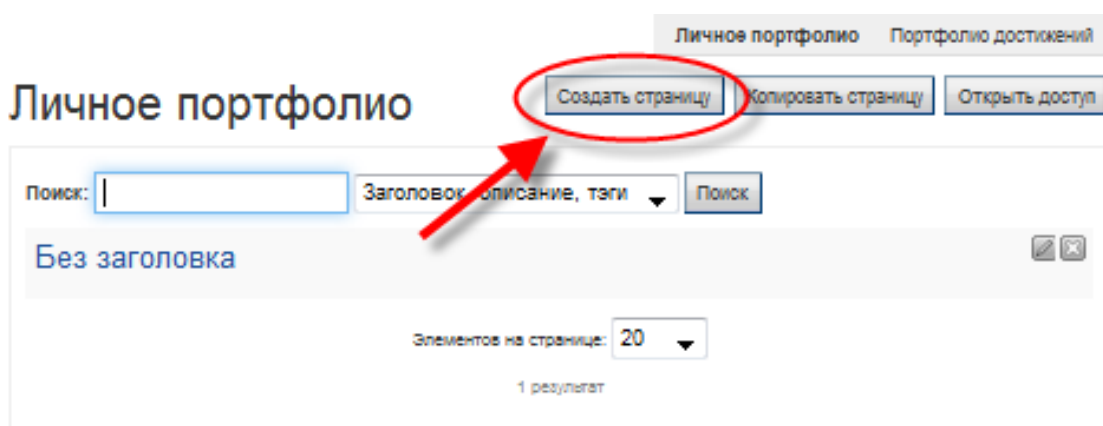 Личное портфолио Портфолио достижений
Личное портфолио
Создать страницу Копировать страницу Открыть доступ
Поиск: Заголовок, описание, тэги Поиск
Без заголовка
Элементов на странице: 20
1 результат